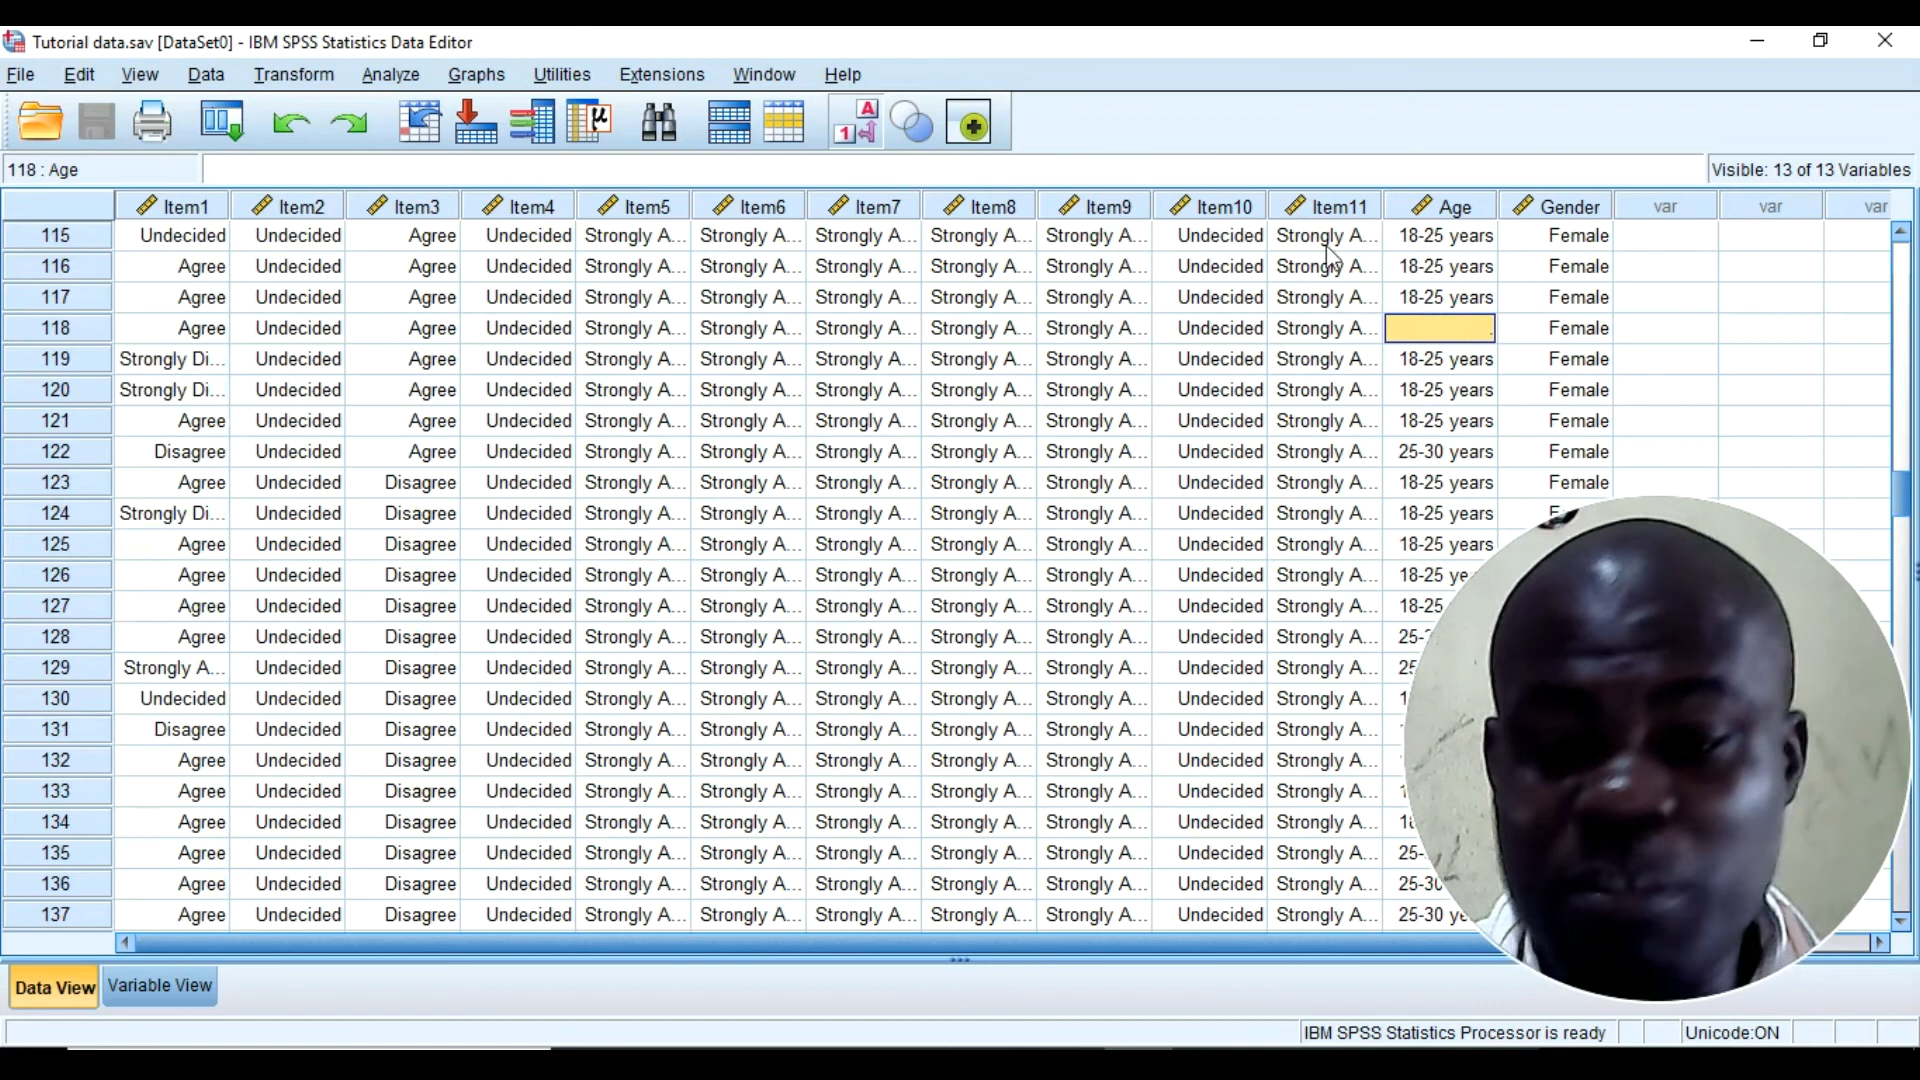 Tutorial data.sav [DataSet0] - IBM SPSS Statistics Data Editor
File Edit View Data Transform Analyze Graphs Utilities Extensions Window Help
118 : Age Visible: 13 of 13 Variables
Item1 Item2 Item3 Item4 Item5 Item6 Item7 Item8 Item9 Item10 Item11 Age Gender var var var
115 Undecided Undecided Agree Undecided Strongly A... Strongly A... Strongly A... Strongly A... Strongly A... Undecided Strongly A... 18-25 years Female
116 Agree Undecided Agree Undecided Strongly A... Strongly A... Strongly A... Strongly A... Strongly A... Undecided Strongly A... 18-25 years Female
117 Agree Undecided Agree Undecided Strongly A... Strongly A... Strongly A... Strongly A... Strongly A... Undecided Strongly A... 18-25 years Female
118 Agree Undecided Agree Undecided Strongly A... Strongly A... Strongly A... Strongly A... Strongly A... Undecided Strongly A... . Female
119 Strongly Di... Undecided Agree Undecided Strongly A... Strongly A... Strongly A... Strongly A... Strongly A... Undecided Strongly A... 18-25 years Female
120 Strongly Di... Undecided Agree Undecided Strongly A... Strongly A... Strongly A... Strongly A... Strongly A... Undecided Strongly A... 18-25 years Female
121 Agree Undecided Agree Undecided Strongly A... Strongly A... Strongly A... Strongly A... Strongly A... Undecided Strongly A... 18-25 years Female
122 Disagree Undecided Agree Undecided Strongly A... Strongly A... Strongly A... Strongly A... Strongly A... Undecided Strongly A... 25-30 years Female
123 Agree Undecided Disagree Undecided Strongly A... Strongly A... Strongly A... Strongly A... Strongly A... Undecided Strongly A... 18-25 years Female
124 Strongly Di... Undecided Disagree Undecided Strongly A... Strongly A... Strongly A... Strongly A... Strongly A... Undecided Strongly A... 18-25 years
125 Agree Undecided Disagree Undecided Strongly A... Strongly A... Strongly A... Strongly A... Strongly A... Undecided Strongly A... 18-25 years
126 Agree Undecided Disagree Undecided Strongly A... Strongly A... Strongly A... Strongly A... Strongly A... Undecided Strongly A... 18-25
127 Agree Undecided Disagree Undecided Strongly A... Strongly A... Strongly A... Strongly A... Strongly A... Undecided Strongly A... 18-25
128 Agree Undecided Disagree Undecided Strongly A... Strongly A... Strongly A... Strongly A... Strongly A... Undecided Strongly A...
129 Strongly A... Undecided Disagree Undecided Strongly A... Strongly A... Strongly A... Strongly A... Strongly A... Undecided Strongly A...
130 Undecided Undecided Disagree Undecided Strongly A... Strongly A... Strongly A... Strongly A... Strongly A... Undecided Strongly A...
131 Disagree Undecided Disagree Undecided Strongly A... Strongly A... Strongly A... Strongly A... Strongly A... Undecided Strongly A...
132 Agree Undecided Disagree Undecided Strongly A... Strongly A... Strongly A... Strongly A... Strongly A... Undecided Strongly A...
133 Agree Undecided Disagree Undecided Strongly A... Strongly A... Strongly A... Strongly A... Strongly A... Undecided Strongly A...
134 Agree Undecided Disagree Undecided Strongly A... Strongly A... Strongly A... Strongly A... Strongly A... Undecided Strongly A...
135 Agree Undecided Disagree Undecided Strongly A... Strongly A... Strongly A... Strongly A... Strongly A... Undecided Strongly A...
136 Agree Undecided Disagree Undecided Strongly A... Strongly A... Strongly A... Strongly A... Strongly A... Undecided Strongly A... 25-30
137 Agree Undecided Disagree Undecided Strongly A... Strongly A... Strongly A... Strongly A... Strongly A... Undecided Strongly A... 25-30
Data View Variable View
IBM SPSS Statistics Processor is ready Unicode:ON